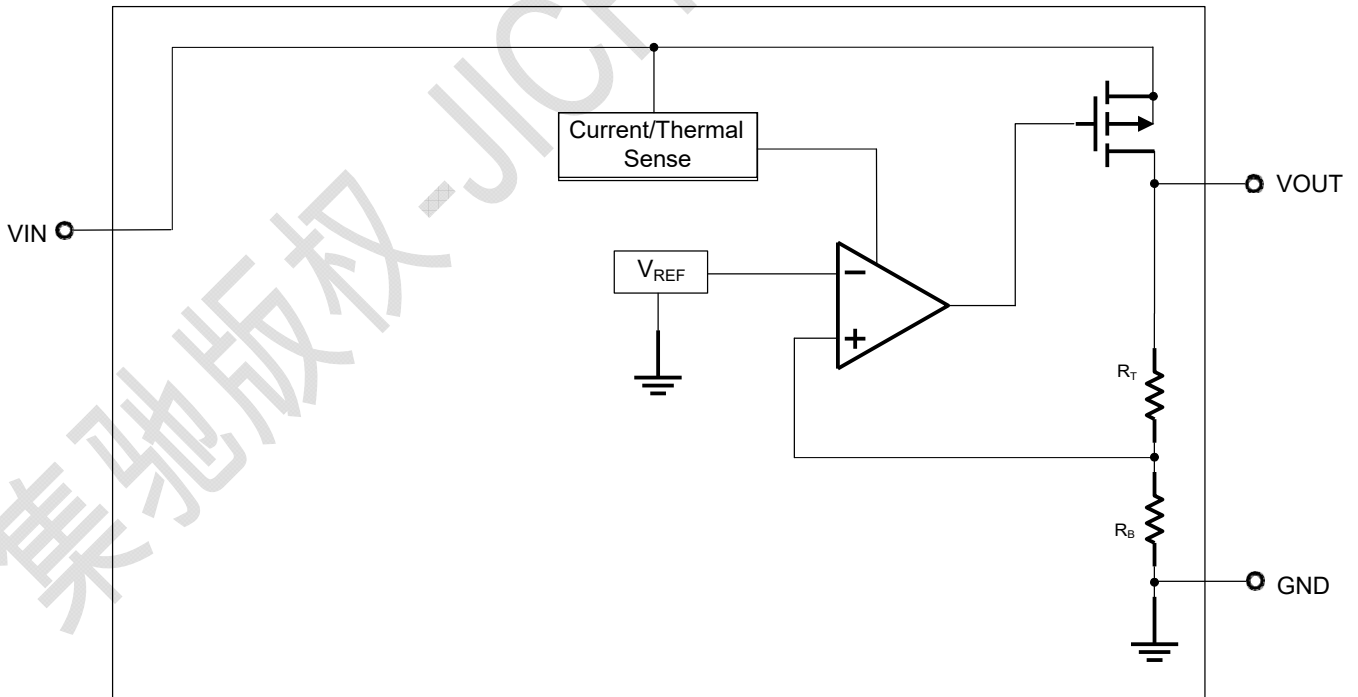 Current/Thermal
Sense
VOUT
VIN
VREF
RT
RB
GND
集驰版权-JICH